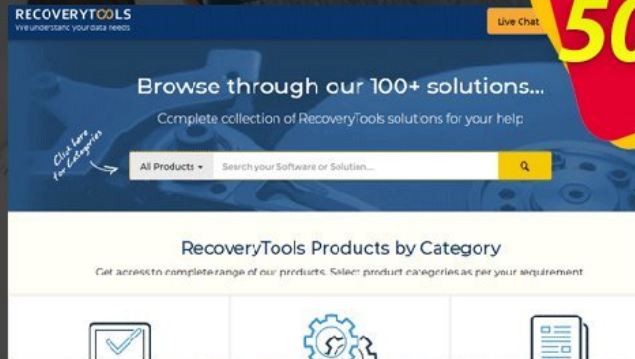 RECOVERYTOOLS
We understand your data needs
Live Chat
50
Browse through our 100+ solutions...
Complete collection of RecoveryTools solutions for your help
Click here
for Categories
All Products
Search your Software or Solution...
RecoveryTools Products by Category
Get access to complete range of our products. Select product categories as per your requirement